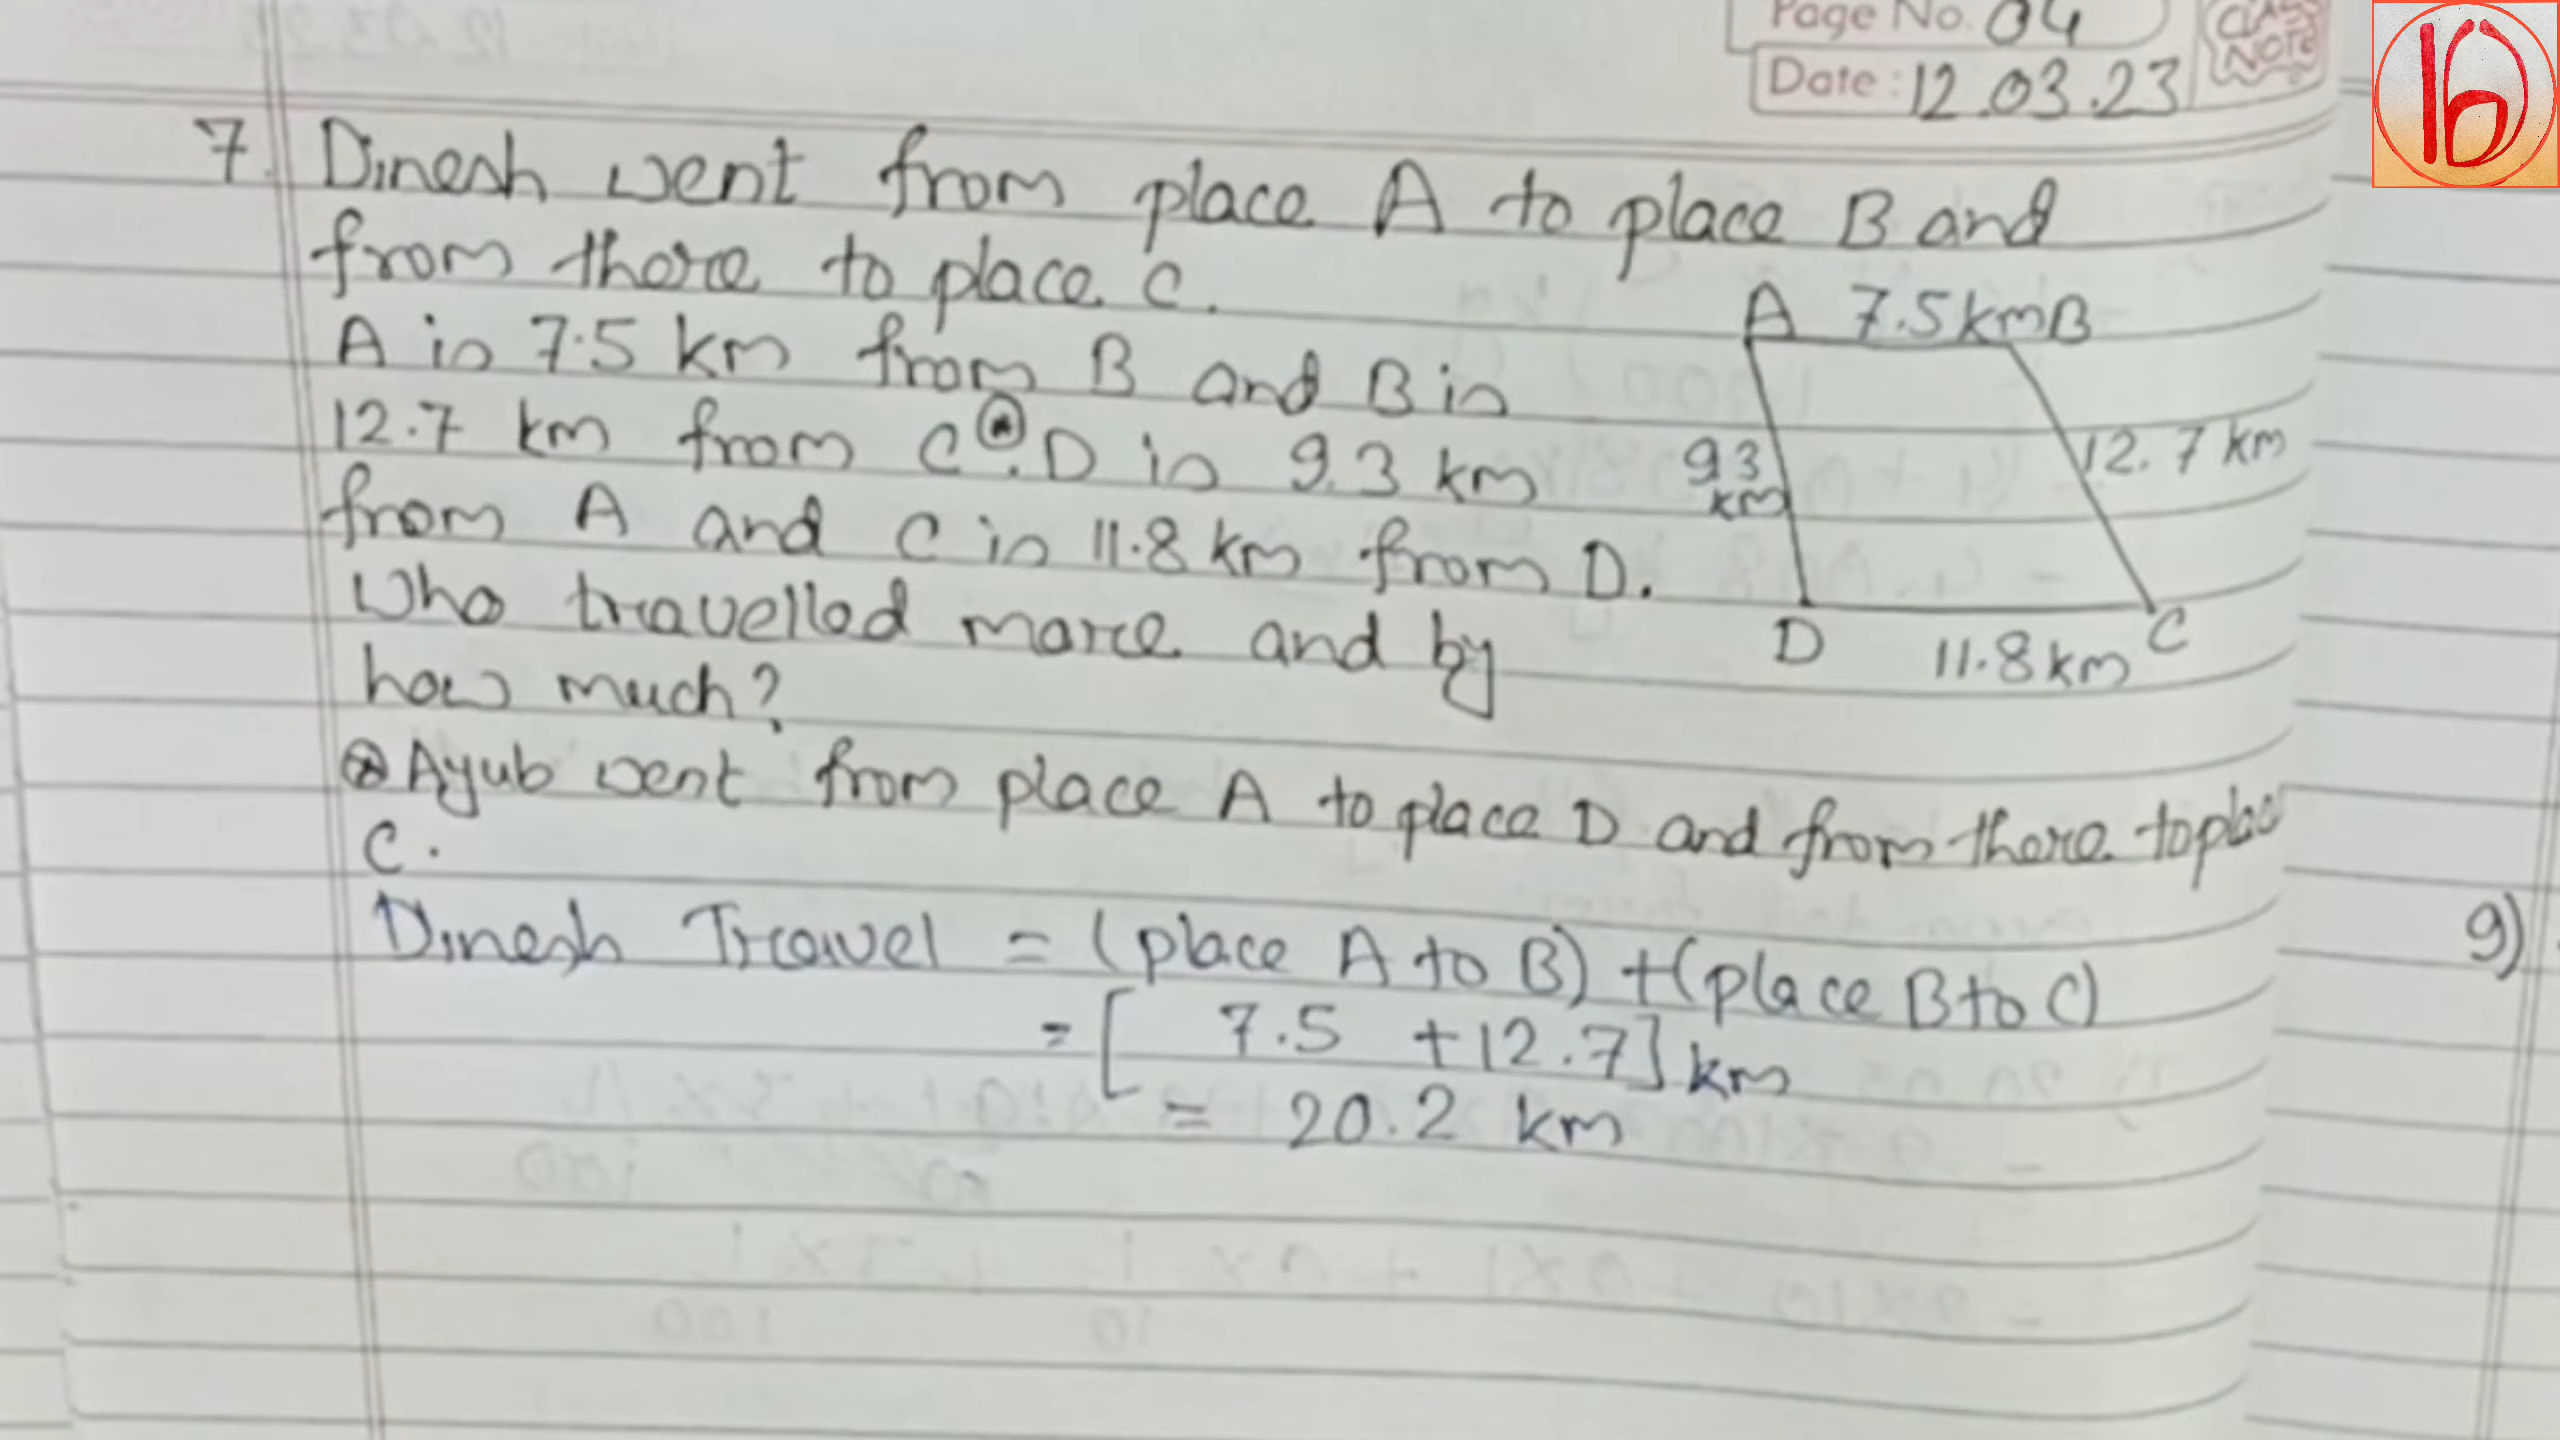 Page No. 04
Date: 12.03.23
CLASS NOTE
7. Dinesh went from place A to place B and
from there to place C.
A is 7.5 km from B and B is
12.7 km from C. D is 9.3 km
from A and C is 11.8 km from D.
Who travelled more and by
how much?
A 7.5km B
9.3 km
12.7 km
D
11.8 km
C
Ayub went from place A to place D and from there to plac
C.
Dinesh Travel = (place A to B) + (place B to C)
= [ 7.5 + 12.7] km
= 20.2 km
9)